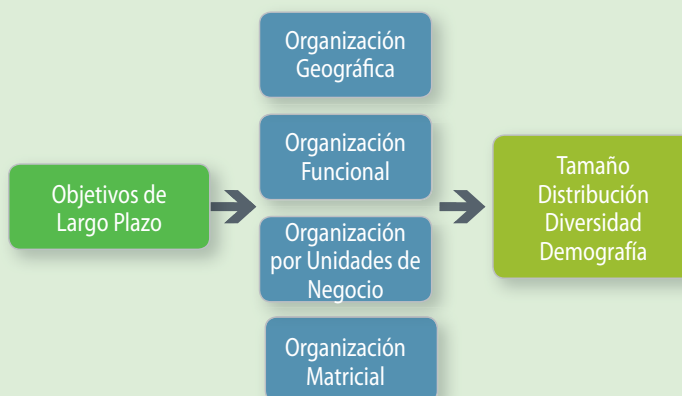 Organización
Geográfica
Organización
Funcional
Objetivos de
Largo Plazo
Organización
por Unidades de
Negocio
Organización
Matricial
Tamaño
Distribución
Diversidad
Demografía